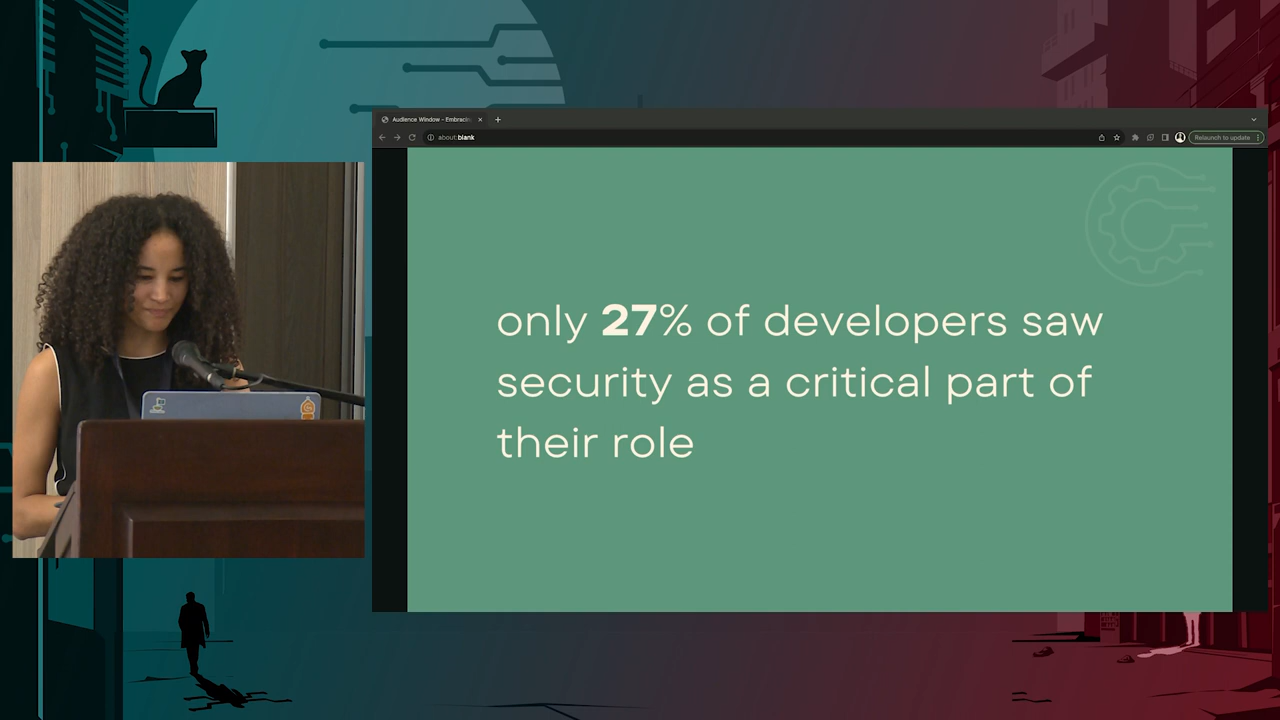 Audience Window - Embracin
about:blank
Relaunch to update
only 27% of developers saw
security as a critical part of
their role